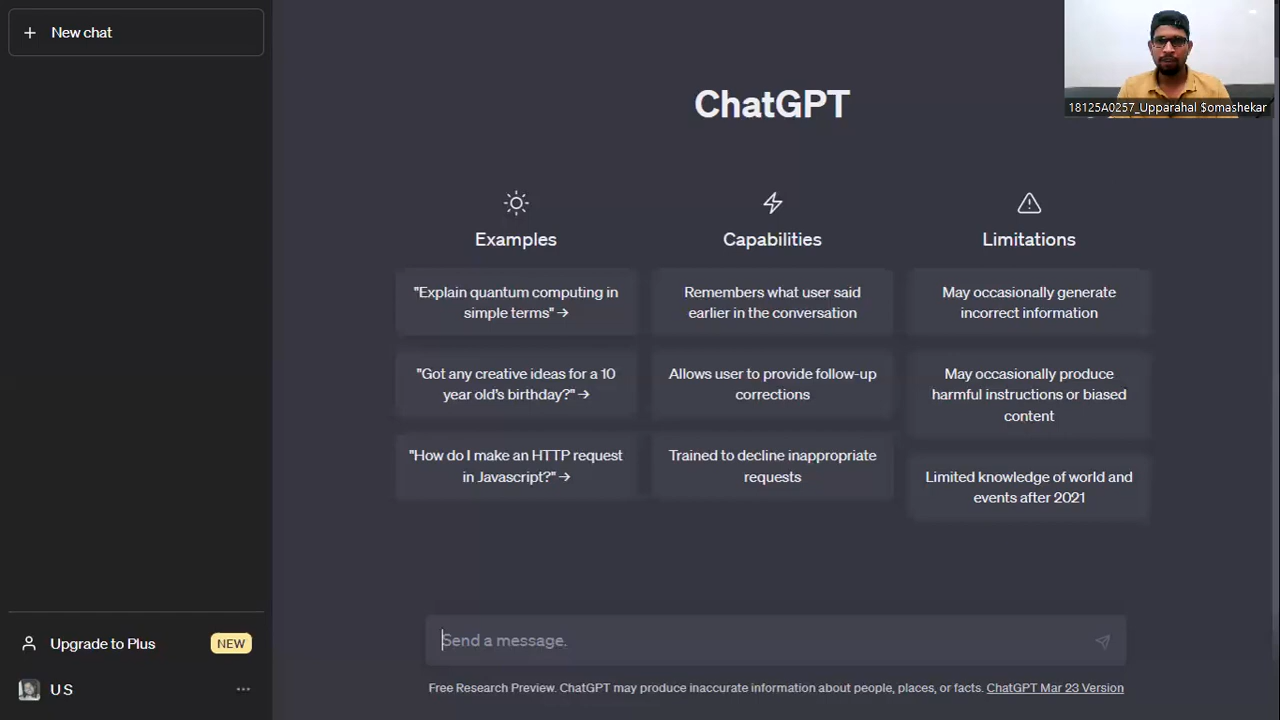 New chat
ChatGPT
18125A0257_Upparahal $omashekar
Examples
Capabilities
Limitations
"Explain quantum computing in
simple terms" →
"Got any creative ideas for a 10
year old's birthday?" →
"How do I make an HTTP request
in Javascript?" →
Remembers what user said
earlier in the conversation
Allows user to provide follow-up
corrections
Trained to decline inappropriate
requests
May occasionally generate
incorrect information
May occasionally produce
harmful instructions or biased
content
Limited knowledge of world and
events after 2021
Upgrade to Plus
NEW
U S
Send a message.
Free Research Preview. ChatGPT may produce inaccurate information about people, places, or facts. ChatGPT Mar 23 Version